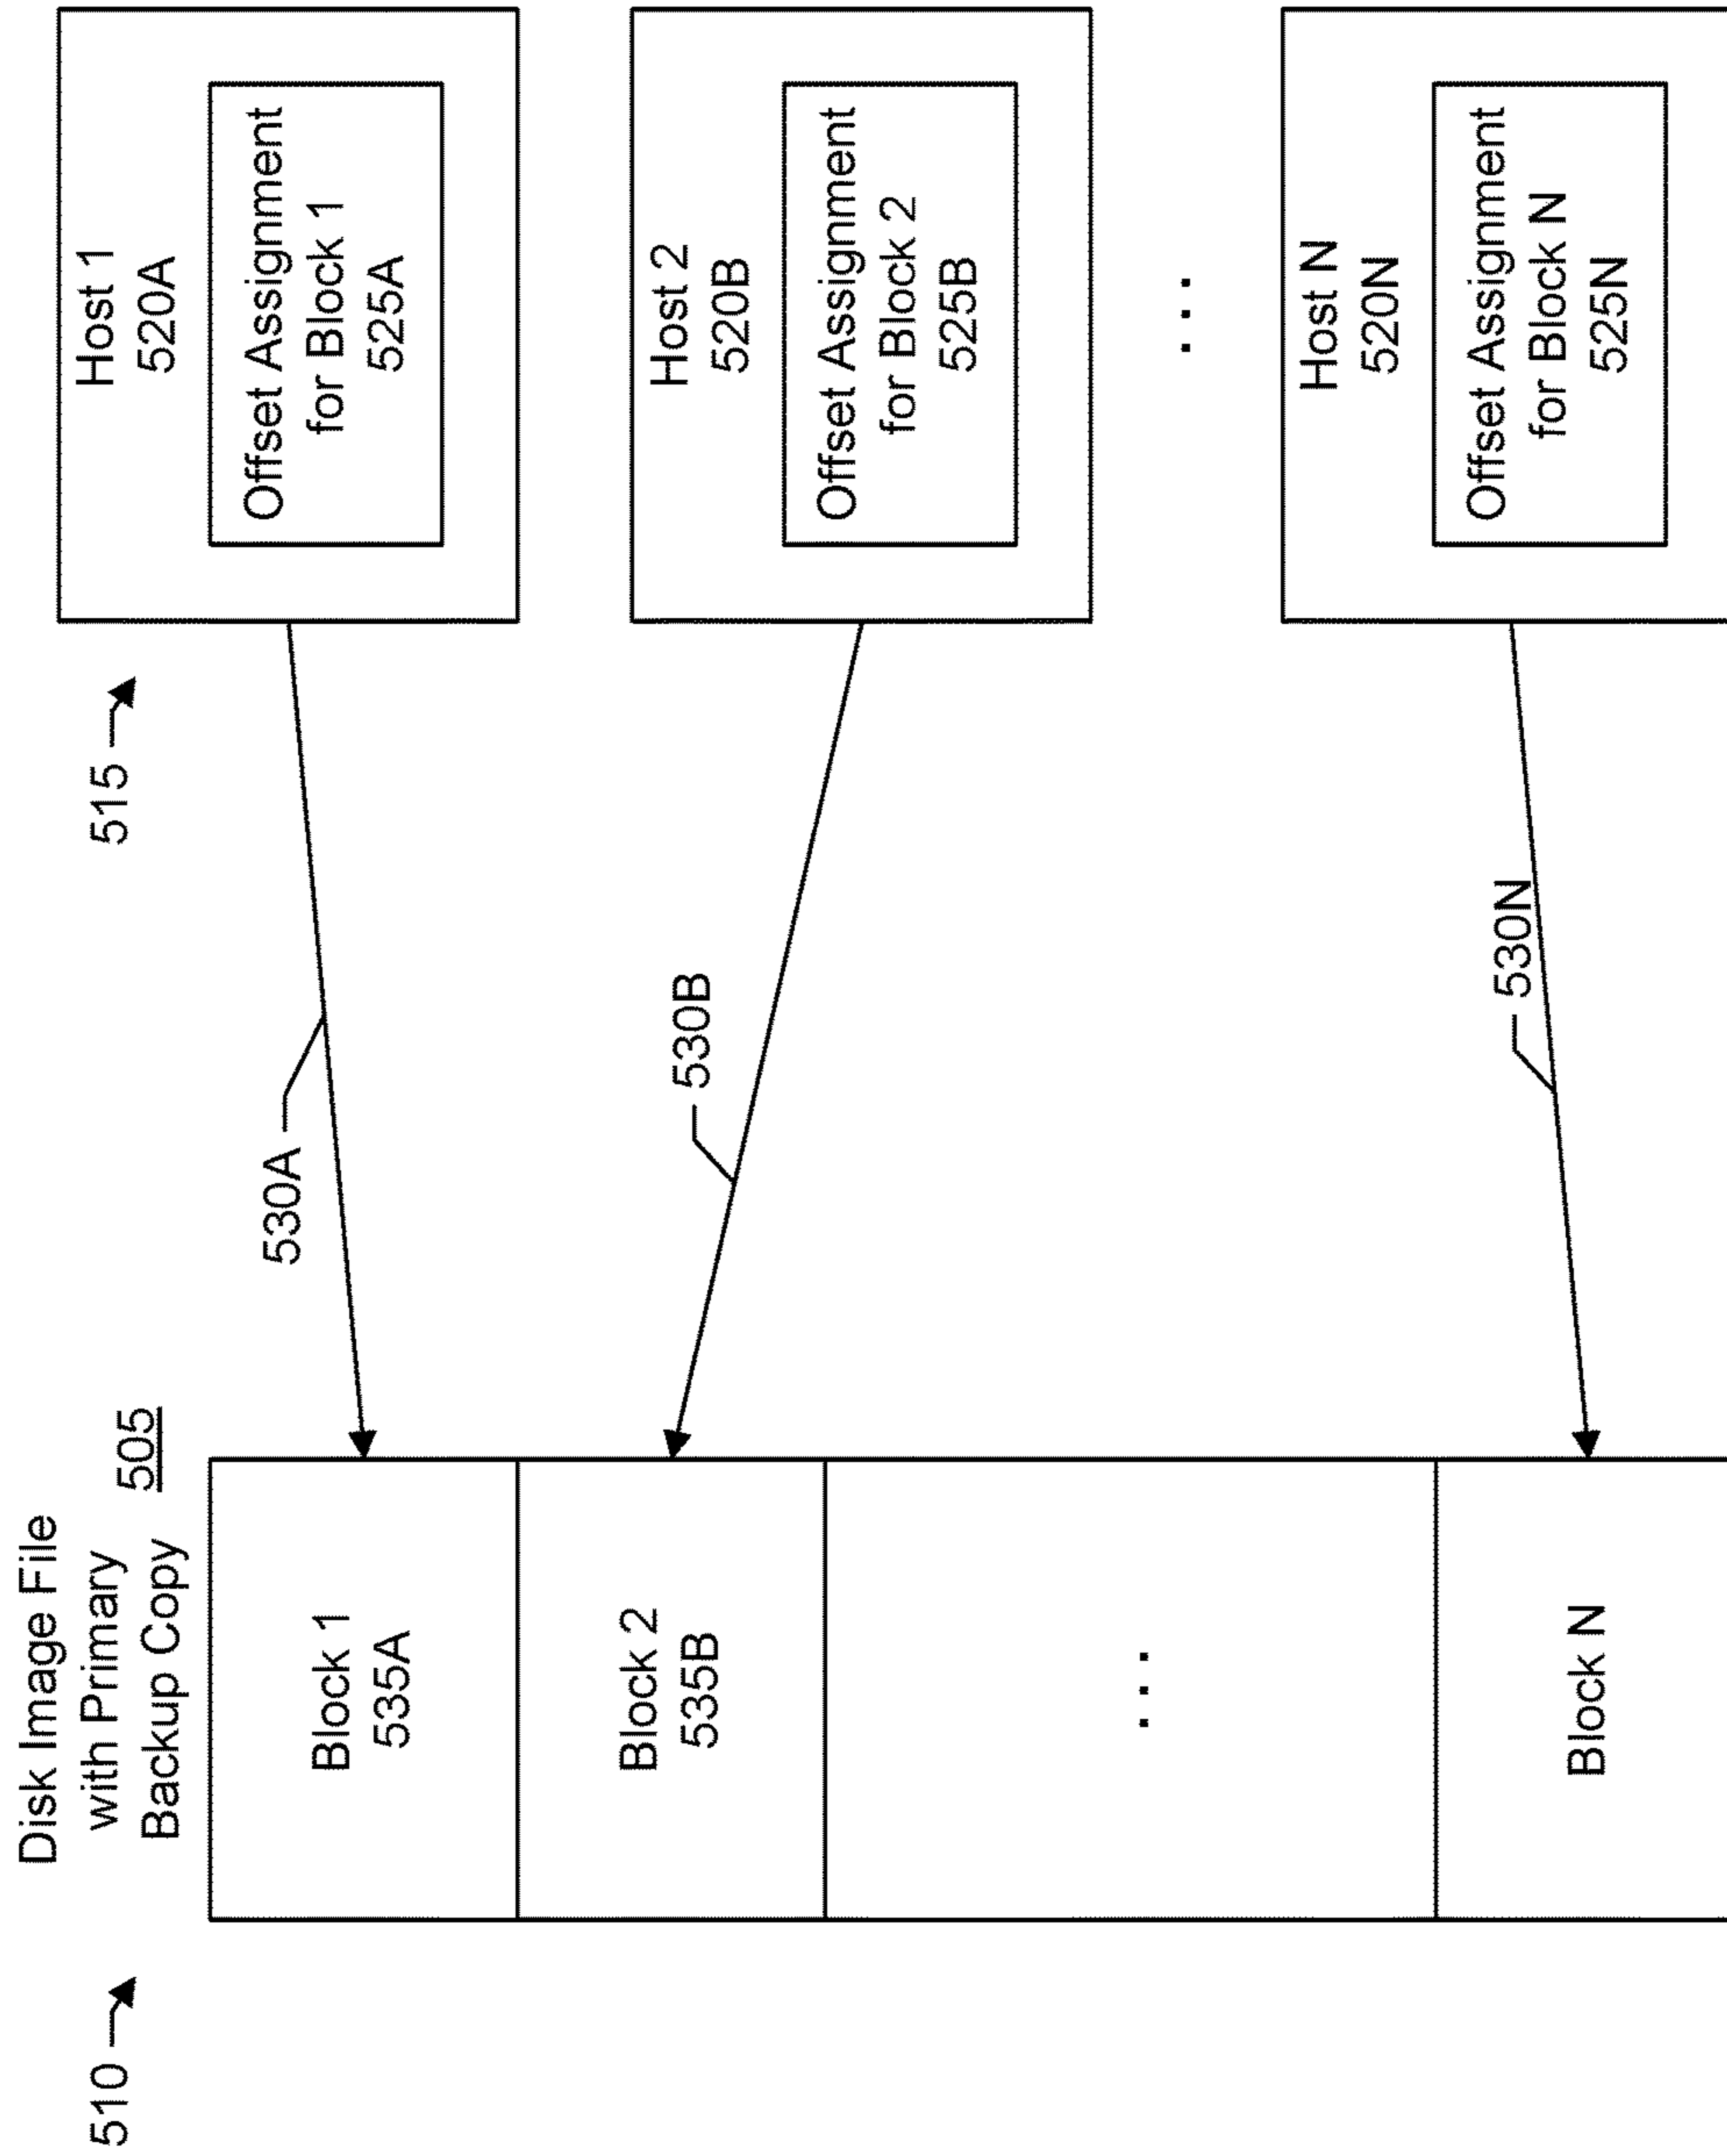 510
Disk Image File
with Primary
Backup Copy 505
Block 1
535A
Block 2
535B
. . .
Block N
530A
530B
530N
515
Host 1
520A
Offset Assignment
for Block 1
525A
Host 2
520B
Offset Assignment
for Block 2
525B
. . .
Host N
520N
Offset Assignment
for Block N
525N